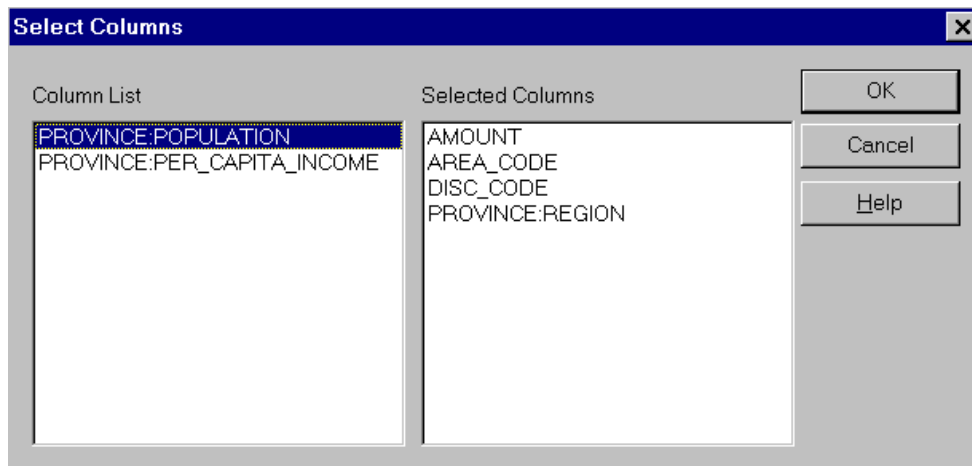 Select Columns
Column List
PROVINCE:POPULATION
PROVINCE:PER_CAPITA_INCOME
Selected Columns
AMOUNT
AREA_CODE
DISC_CODE
PROVINCE:REGION
OK
Cancel
Help